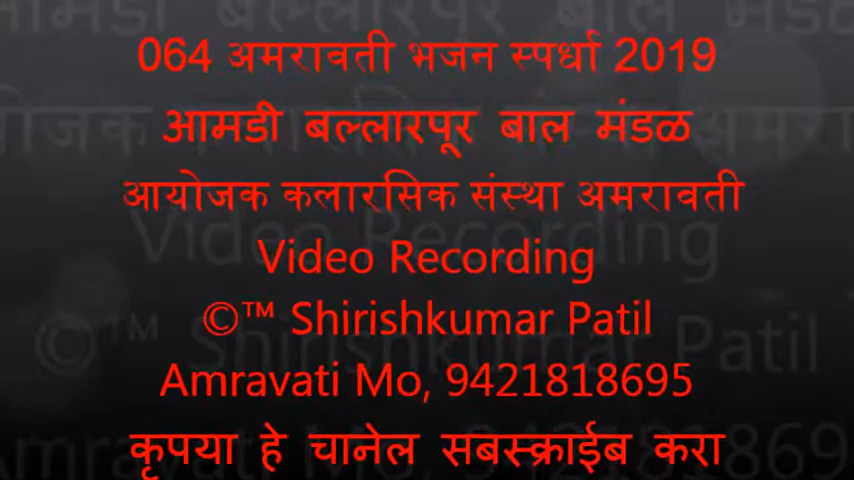 064 अमरावती भजन स्पर्धा 2019
आमडी बल्लारपूर बाल मंडळ
आयोजक कलारसिक संस्था अमरावती
Video Recording
©™ Shirishkumar Patil
Amravati Mo, 9421818695
कृपया हे चानेल सबस्क्राईब करा